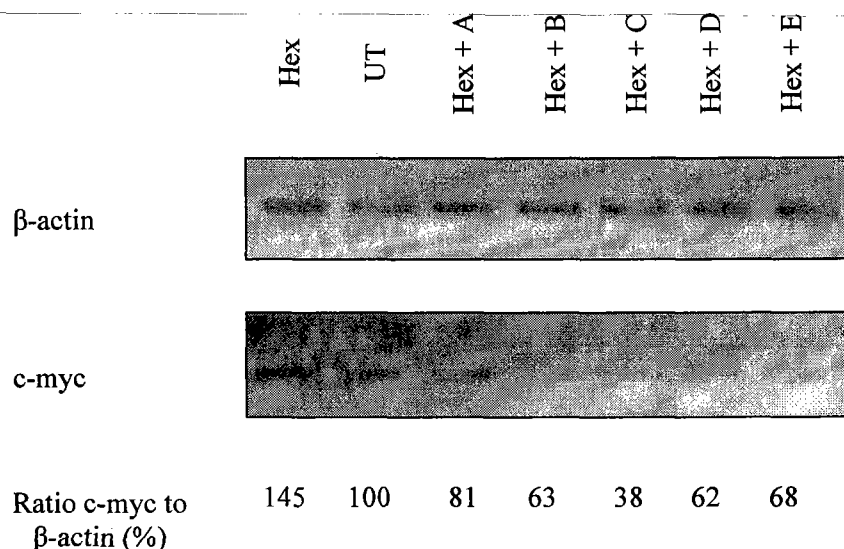 Hex UT Hex + A Hex + B Hex + C Hex + D Hex + E
β-actin
c-myc
Ratio c-myc to 145 100 81 63 38 62 68
β-actin (%)